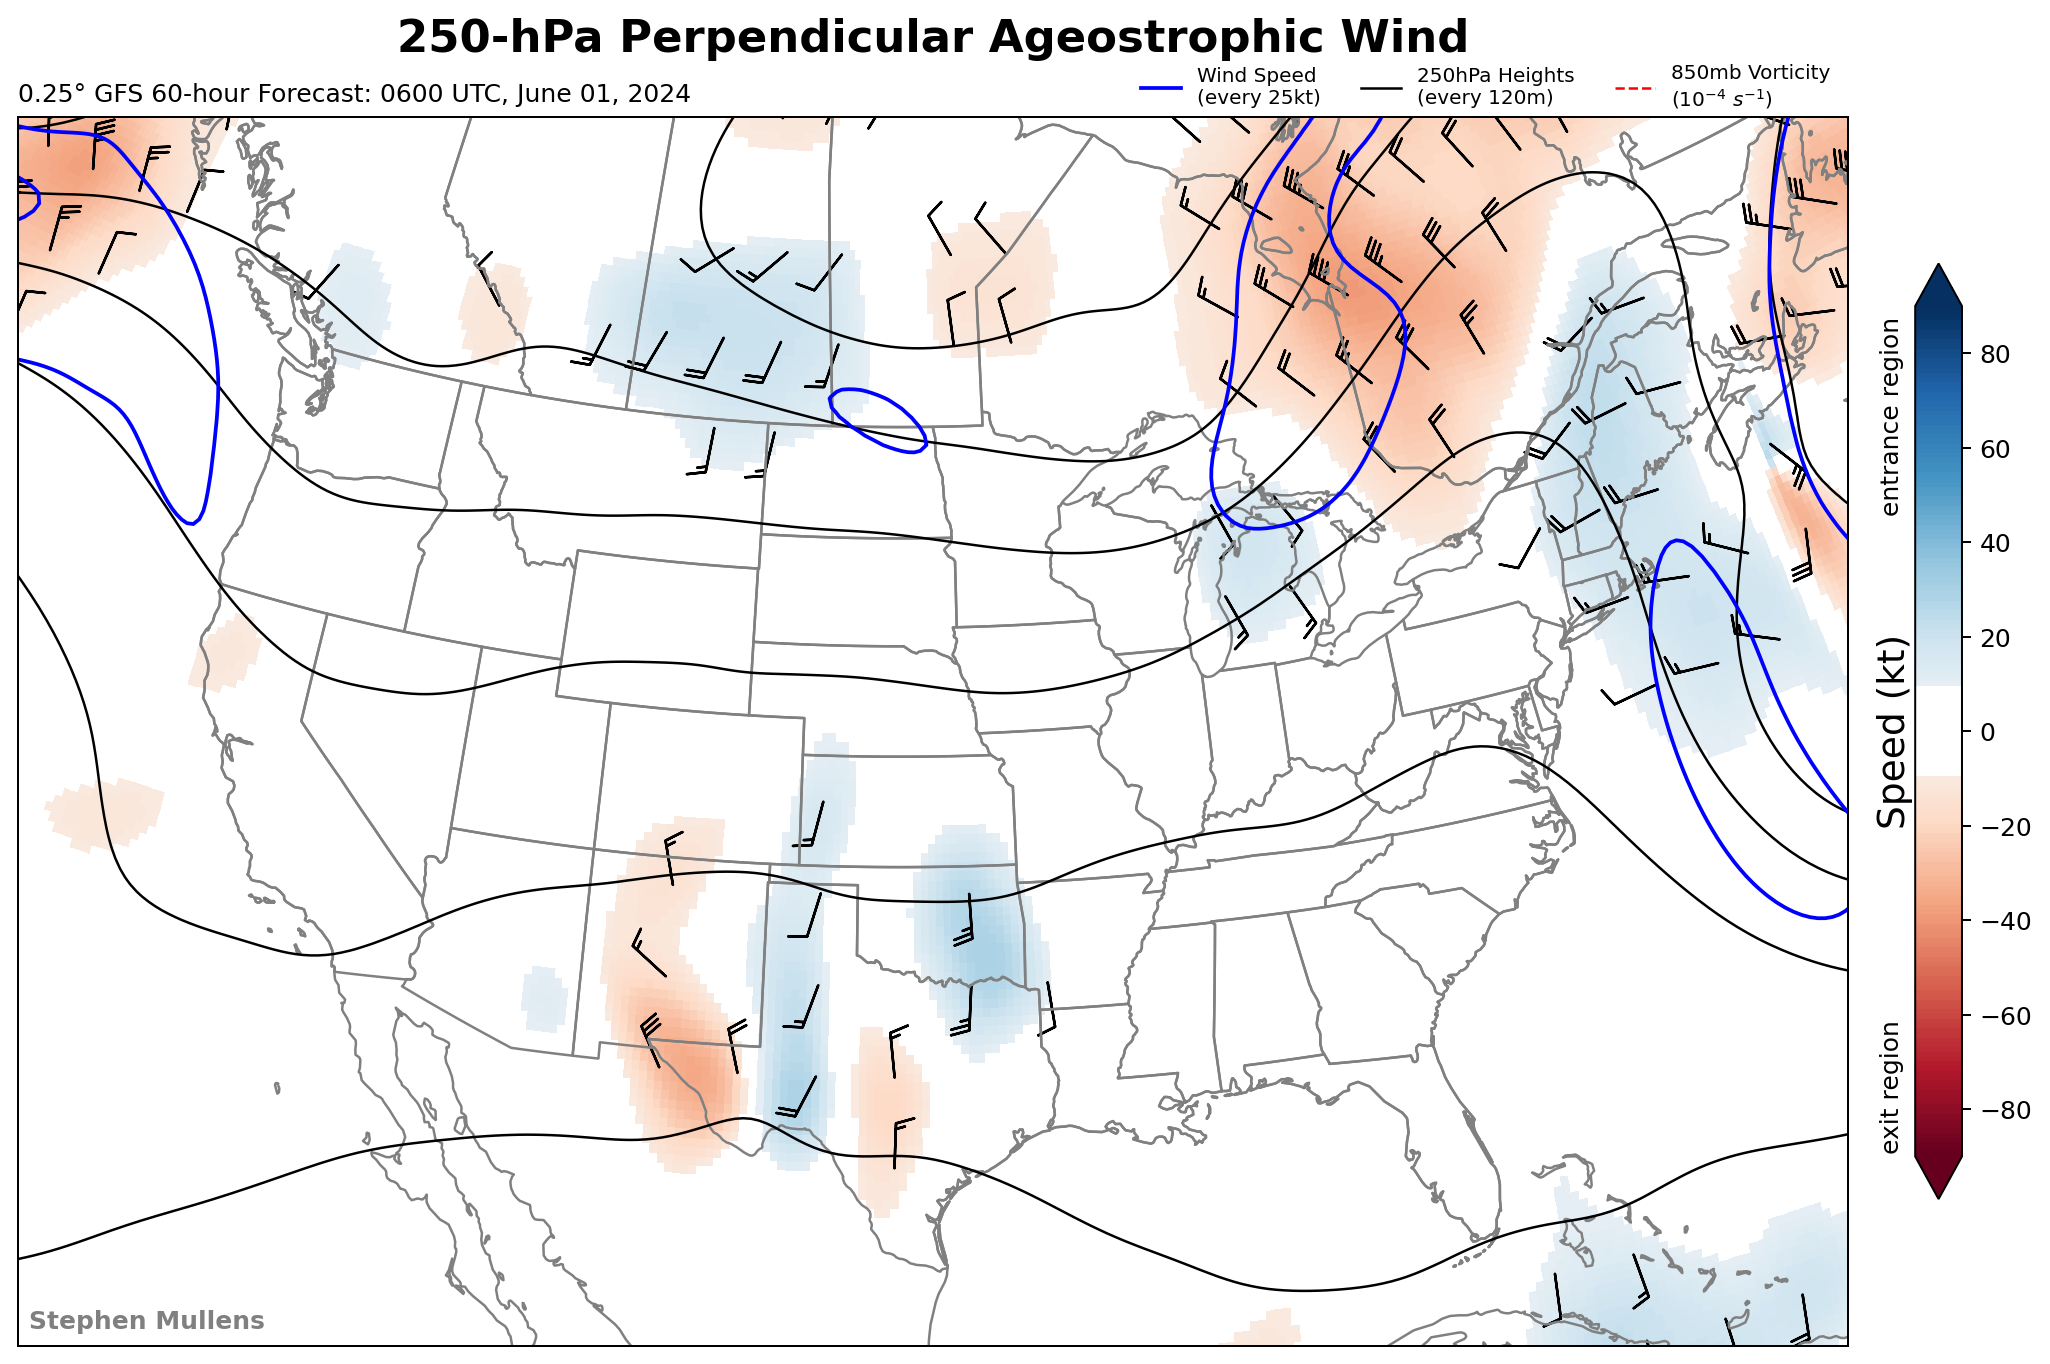 250-hPa Perpendicular Ageostrophic Wind
0.25° GFS 60-hour Forecast: 0600 UTC, June 01, 2024
Wind Speed
(every 25kt)
250hPa Heights
(every 120m)
850mb Vorticity
(10⁻⁴ s⁻¹)
entrance region
exit region
Speed (kt)
80
60
40
20
0
−20
−40
−60
−80
Stephen Mullens